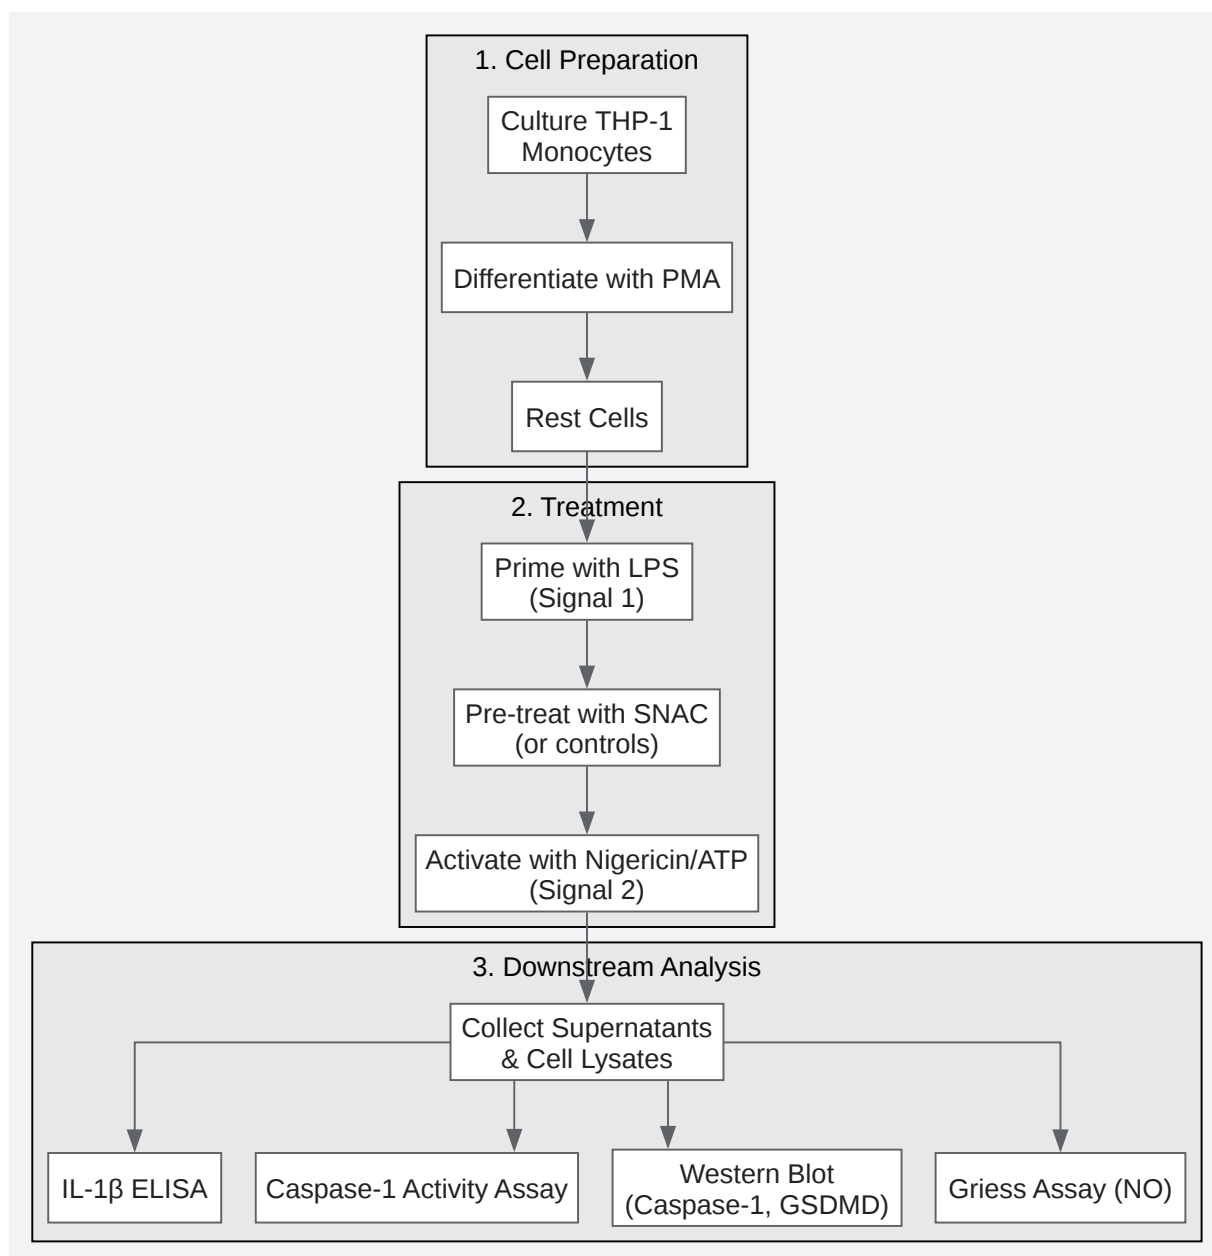 1. Cell Preparation
Culture THP-1
Monocytes
Differentiate with PMA
Rest Cells
2. Treatment
Prime with LPS
(Signal 1)
Pre-treat with SNAC
(or controls)
Activate with Nigericin/ATP
(Signal 2)
3. Downstream Analysis
Collect Supernatants
& Cell Lysates
IL-1β ELISA
Caspase-1 Activity Assay
Western Blot
(Caspase-1, GSDMD)
Griess Assay (NO)